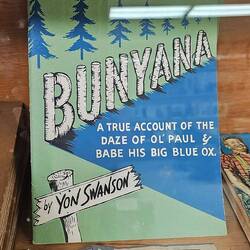 BUNYANA
A TRUE ACCOUNT OF THE
DAZE OF OL' PAUL &
BABE HIS BIG BLUE OX.
by YON SWANSON